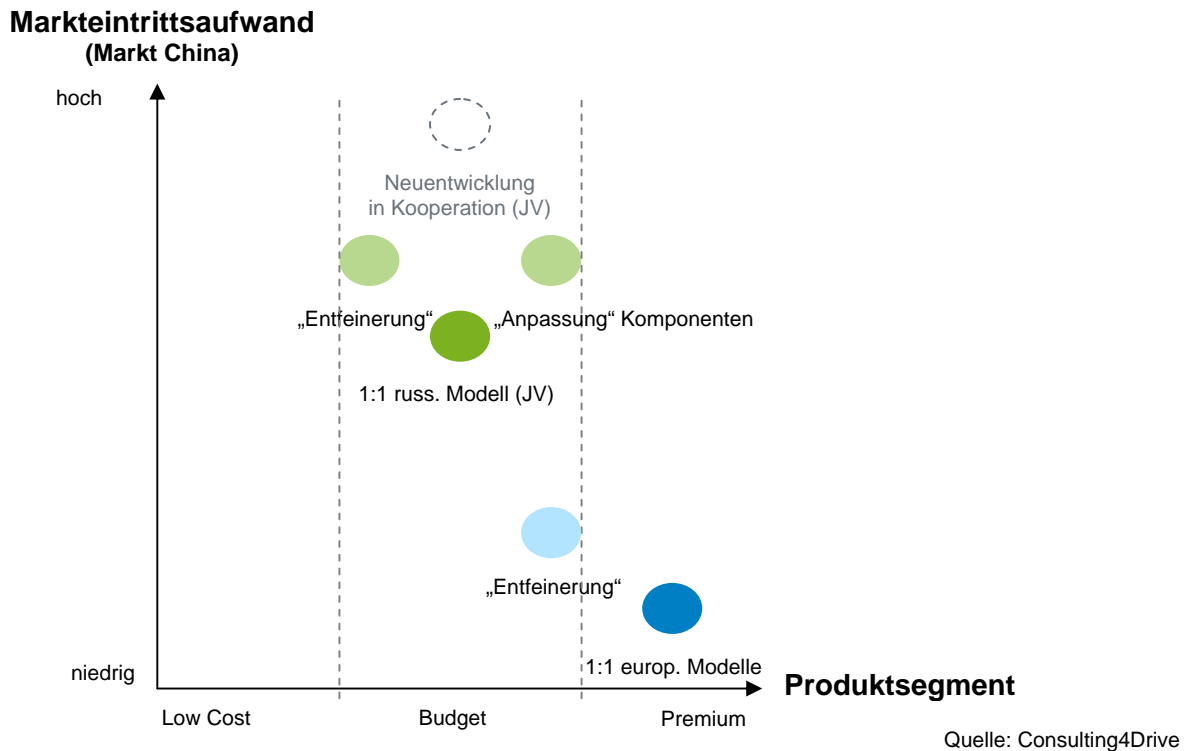 Markteintrittsaufwand
(Markt China)
hoch
Neuentwicklung
in Kooperation (JV)
„Entfeinerung“
„Anpassung“ Komponenten
1:1 russ. Modell (JV)
„Entfeinerung“
1:1 europ. Modelle
niedrig
Produktsegment
Low Cost
Budget
Premium
Quelle: Consulting4Drive